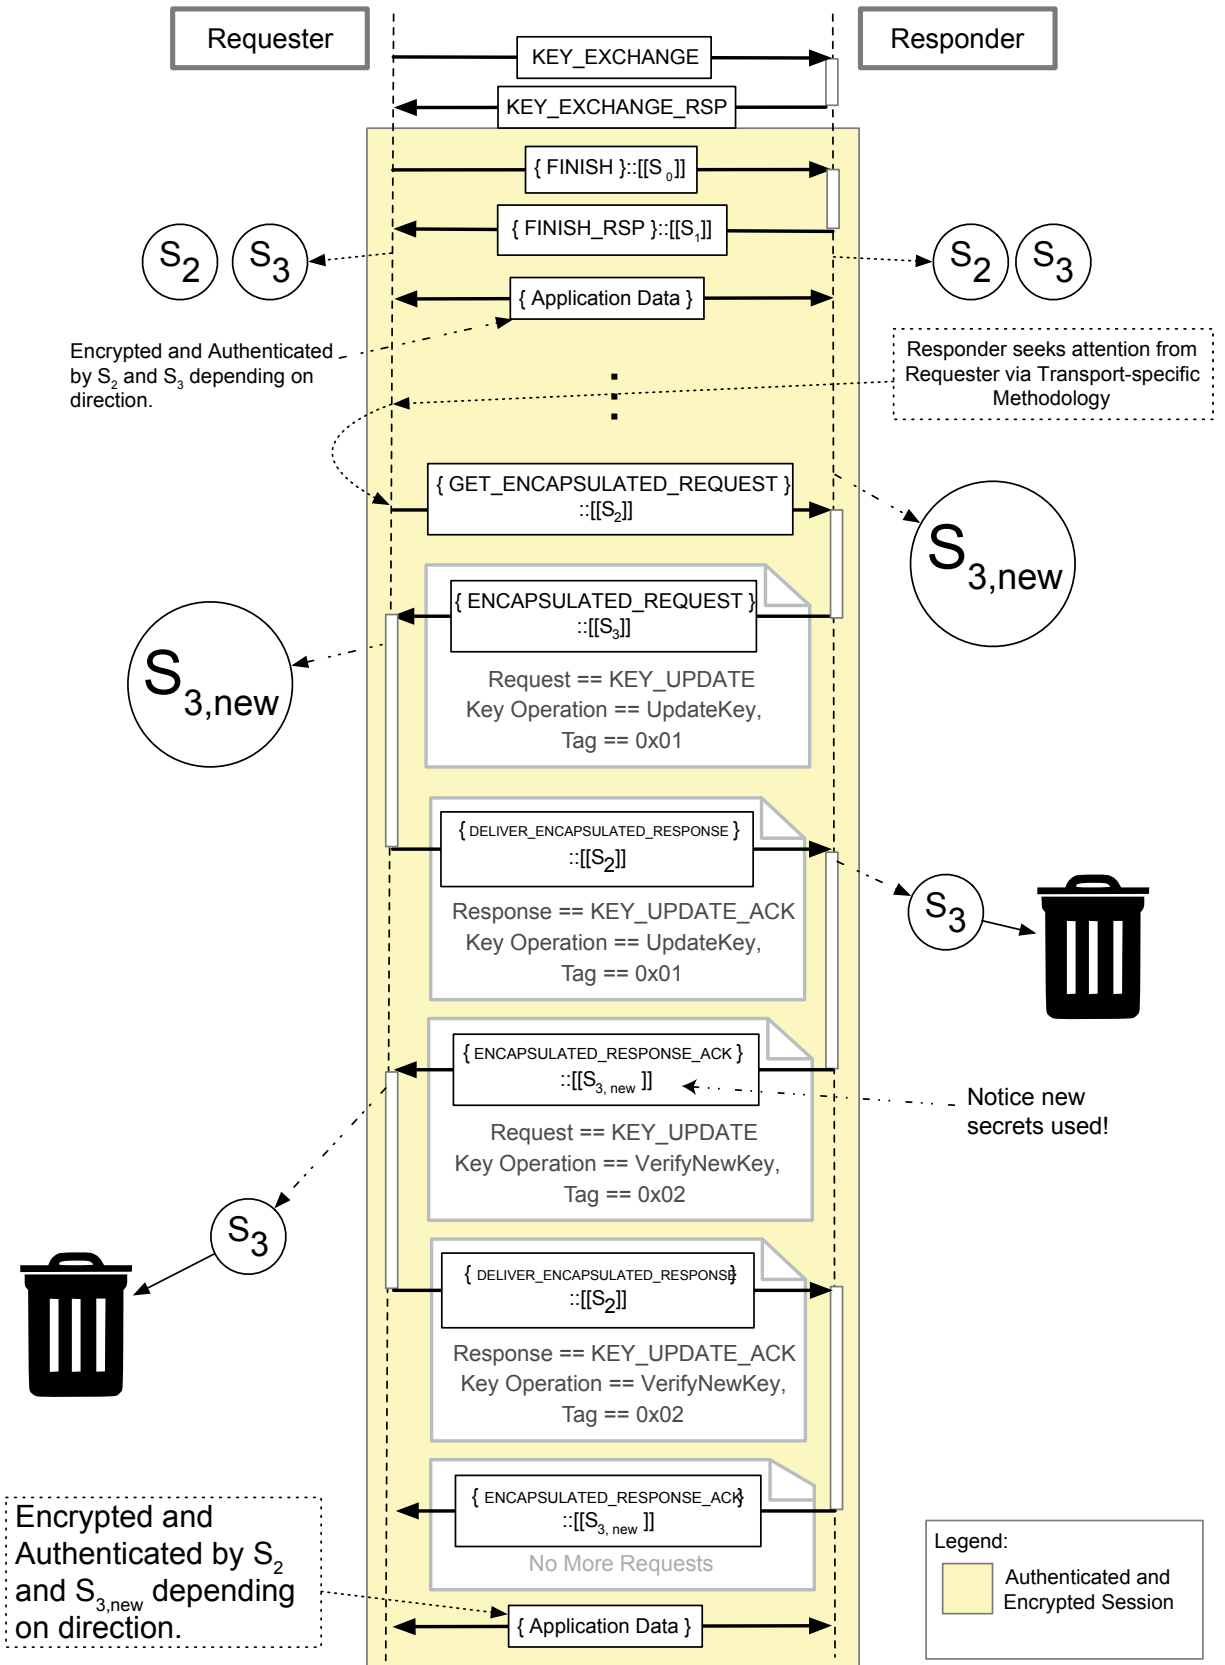 Requester
Responder
KEY_EXCHANGE
KEY_EXCHANGE_RSP
{ FINISH }::[[S0]]
{ FINISH_RSP }::[[S1]]
S2
S3
S2
S3
{ Application Data }
Encrypted and Authenticated
by S2 and S3 depending on
direction.
Responder seeks attention from
Requester via Transport-specific
Methodology
{ GET_ENCAPSULATED_REQUEST }
::[[S2]]
S3,new
{ ENCAPSULATED_REQUEST }
::[[S3]]
S3,new
Request == KEY_UPDATE
Key Operation == UpdateKey,
Tag == 0x01
{ DELIVER_ENCAPSULATED_RESPONSE }
::[[S2]]
S3
Response == KEY_UPDATE_ACK
Key Operation == UpdateKey,
Tag == 0x01
{ ENCAPSULATED_RESPONSE_ACK }
::[[S3, new ]]
Notice new
secrets used!
Request == KEY_UPDATE
Key Operation == VerifyNewKey,
Tag == 0x02
S3
{ DELIVER_ENCAPSULATED_RESPONSE }
::[[S2]]
Response == KEY_UPDATE_ACK
Key Operation == VerifyNewKey,
Tag == 0x02
{ ENCAPSULATED_RESPONSE_ACK }
::[[S3, new ]]
No More Requests
Encrypted and
Authenticated by S2
and S3,new depending
on direction.
{ Application Data }
Legend:
Authenticated and
Encrypted Session